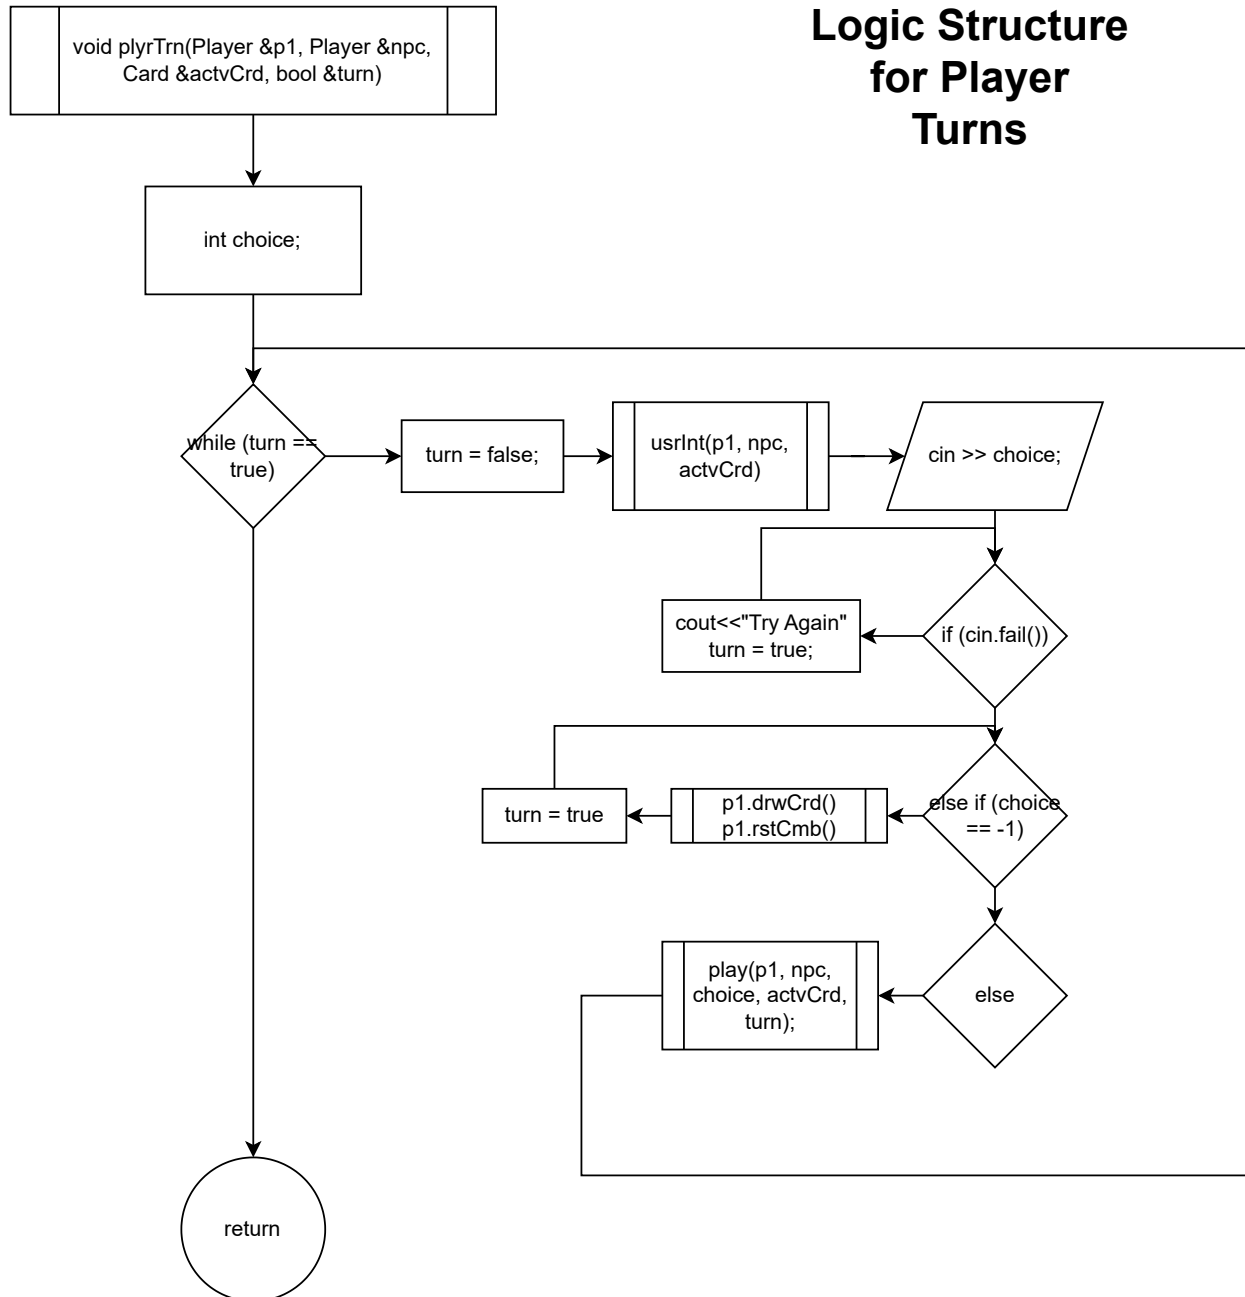 Logic Structure
for Player
Turns
void plyrTrn(Player &p1, Player &npc,
Card &actvCrd, bool &turn)
int choice;
while (turn ==
true)
turn = false;
usrInt(p1, npc,
actvCrd)
cin >> choice;
if (cin.fail())
cout<<"Try Again"
turn = true;
else if (choice
== -1)
p1.drwCrd()
p1.rstCmb()
turn = true
else
play(p1, npc,
choice, actvCrd,
turn);
return